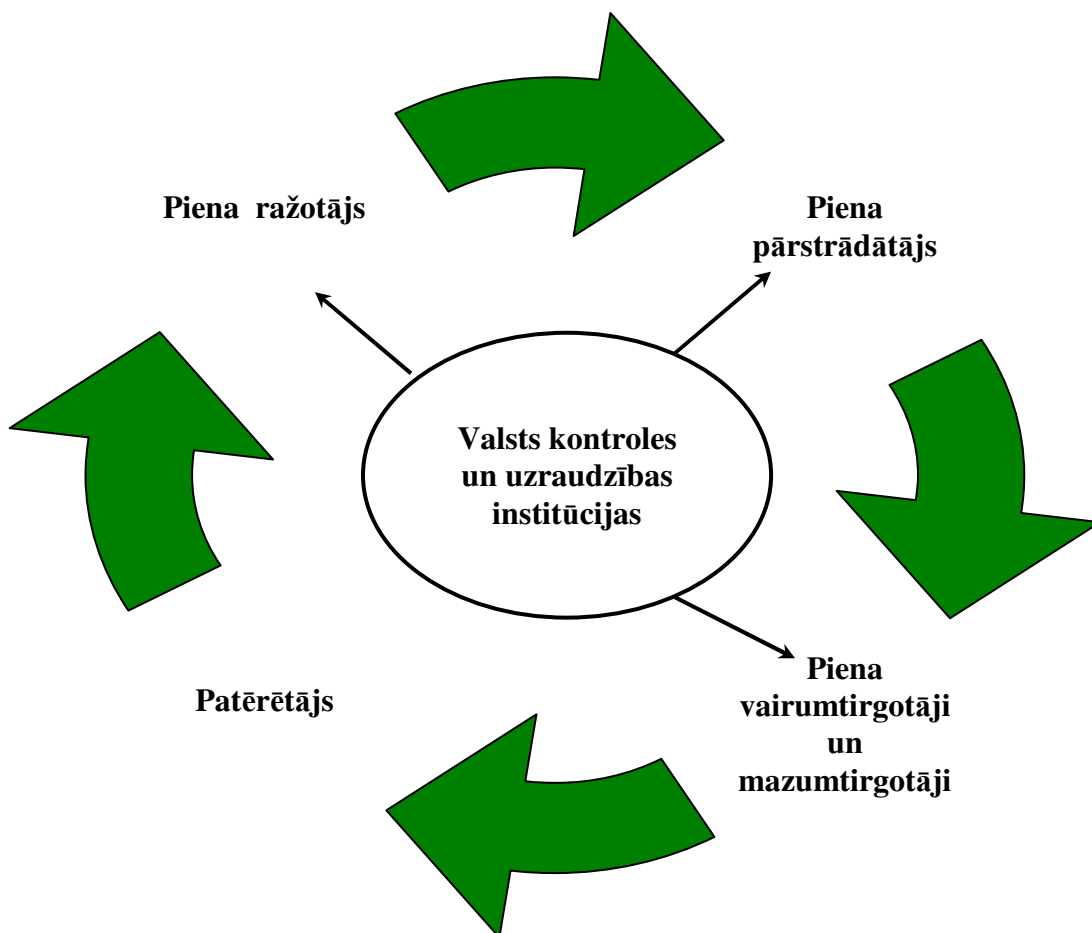 Piena ražotājs
Piena
pārstrādātājs
Valsts kontroles
un uzraudzības
institūcijas
Patērētājs
Piena
vairumtirgotāji
un
mazumtirgotāji